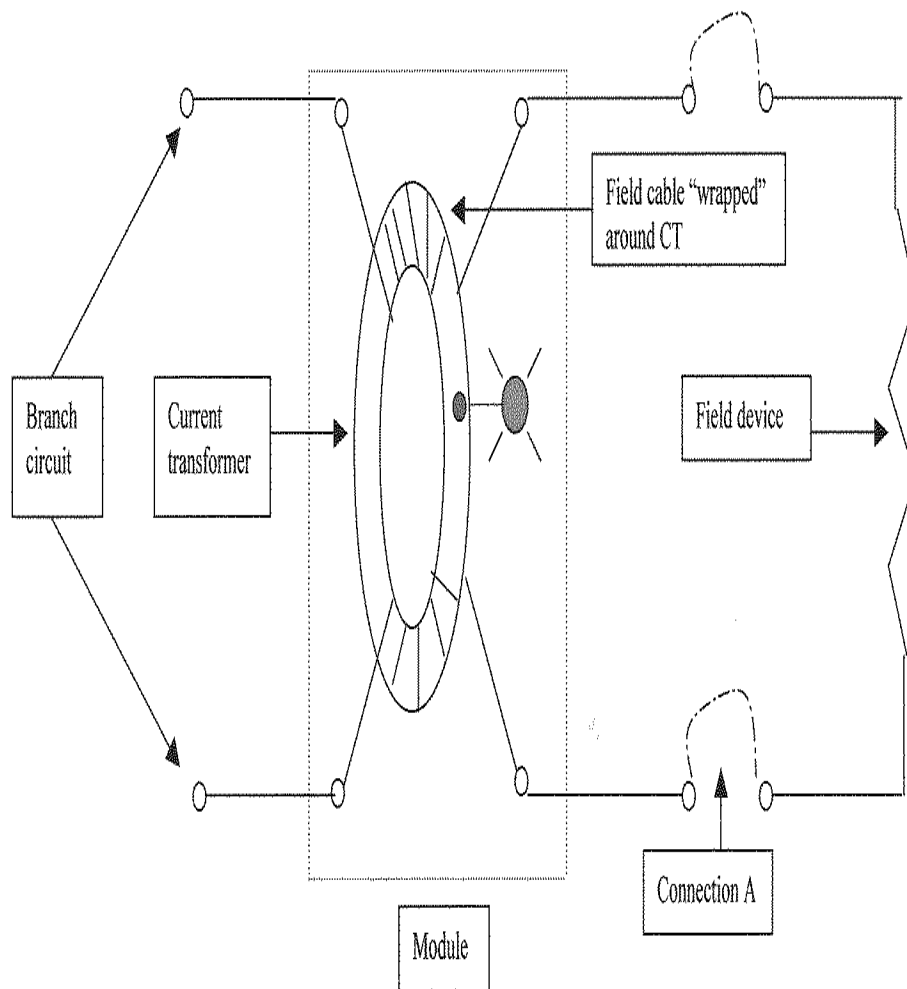 Field cable “wrapped”
around CT
Branch
circuit
Current
transformer
Field device
Connection A
Module